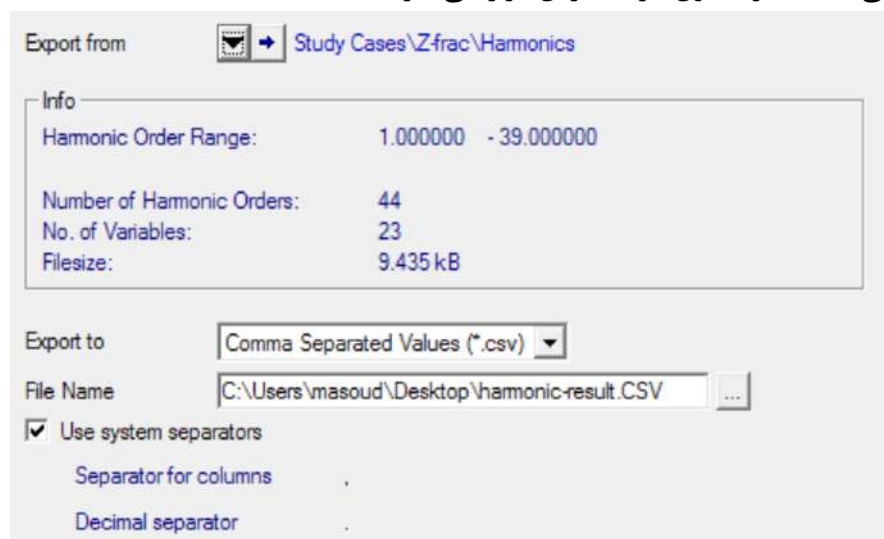 Export from Study Cases\Z-frac\Harmonics
Info
Harmonic Order Range: 1.000000 - 39.000000
Number of Harmonic Orders: 44
No. of Variables: 23
Filesize: 9.435 kB
Export to Comma Separated Values (*.csv)
File Name C:\Users\masoud\Desktop\harmonic-result.CSV ...
Use system separators
Separator for columns ,
Decimal separator .